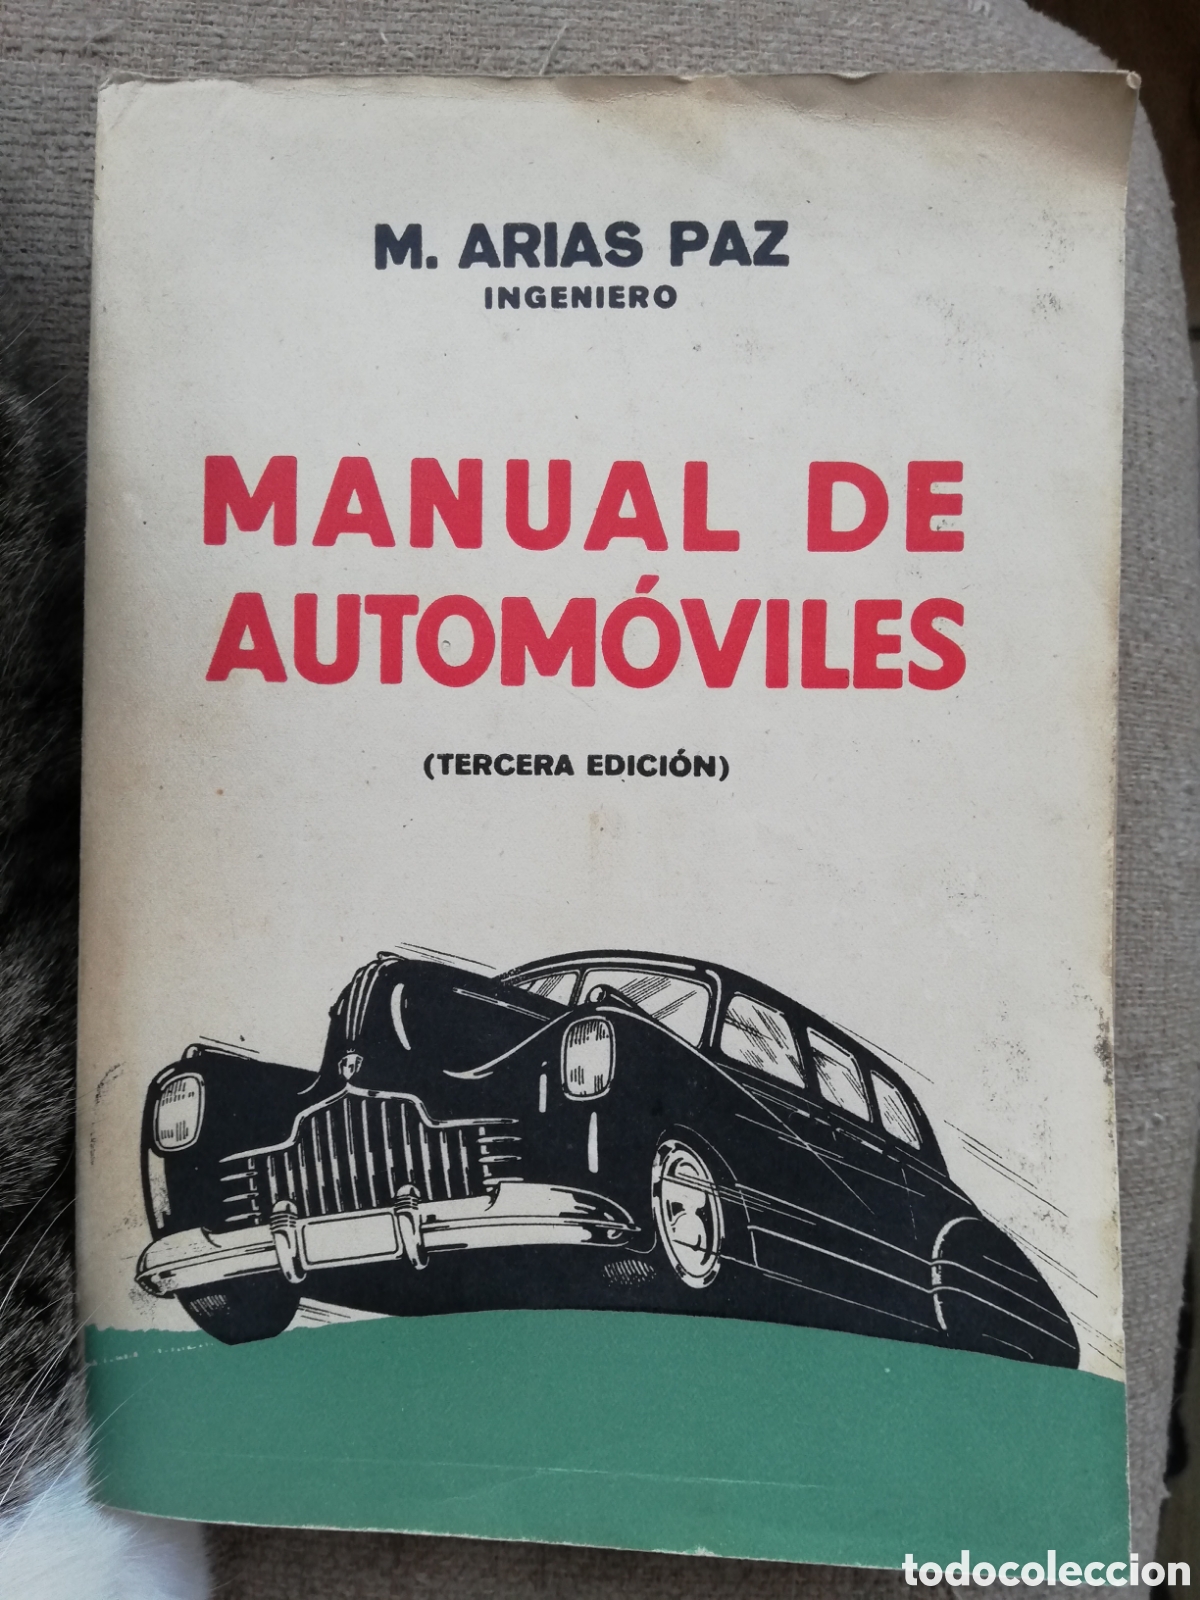 M. ARIAS PAZ
INGENIERO
MANUAL DE
AUTOMÓVILES
(TERCERA EDICIÓN)
todocoleccion